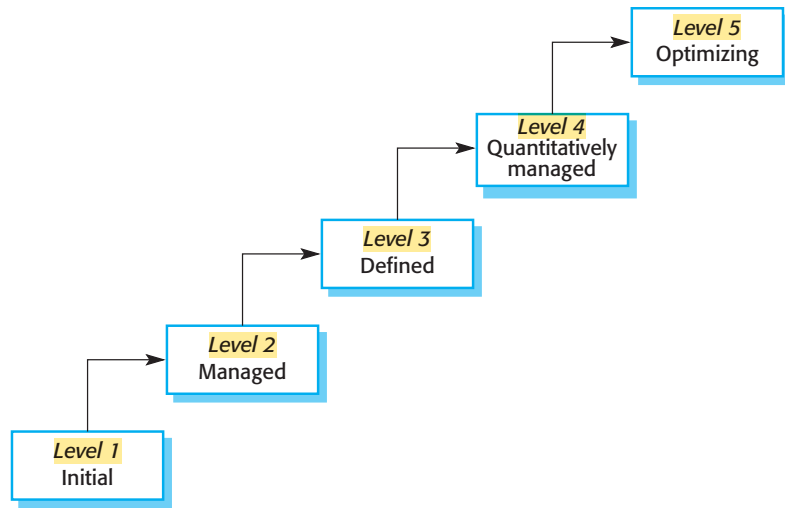 Level 5
Optimizing
Level 4
Quantitatively
managed
Level 3
Defined
Level 2
Managed
Level 1
Initial